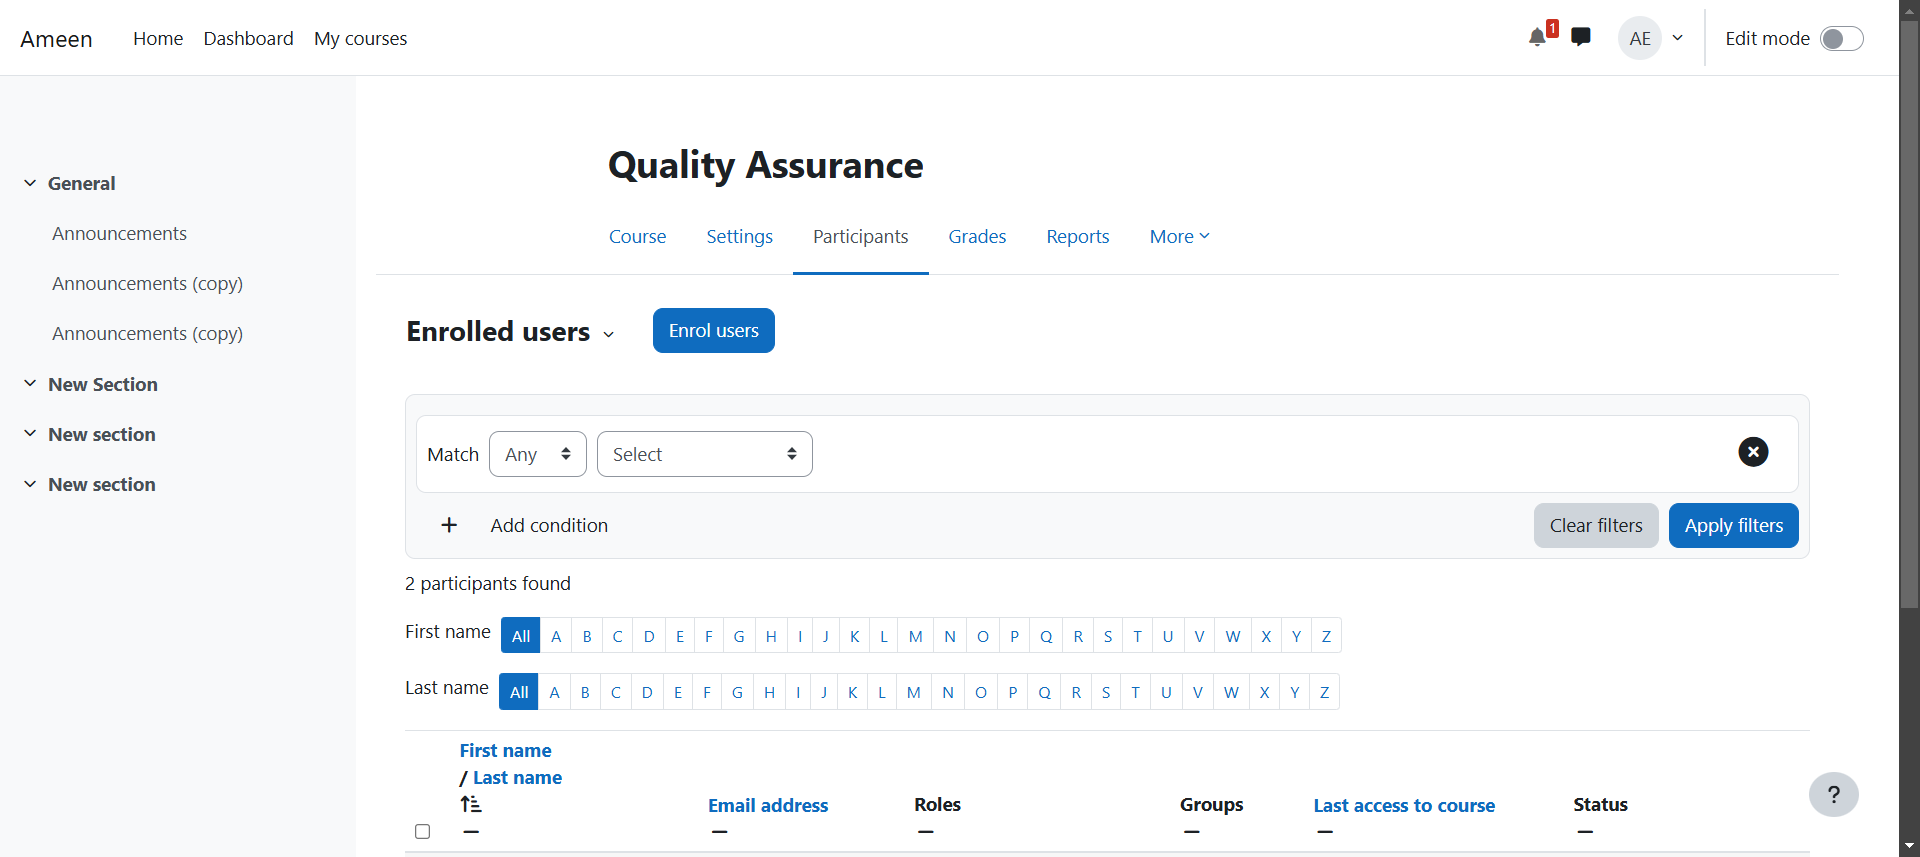 Ameen Home Dashboard My courses 1 AE Edit mode
General
Announcements
Announcements (copy)
Announcements (copy)
New Section
New section
New section
Quality Assurance
Course Settings Participants Grades Reports More
Enrolled users Enrol users
Match Any Select
+ Add condition Clear filters Apply filters
2 participants found
First name All A B C D E F G H I J K L M N O P Q R S T U V W X Y Z
Last name All A B C D E F G H I J K L M N O P Q R S T U V W X Y Z
First name
/ Last name
Email address Roles Groups Last access to course Status
?